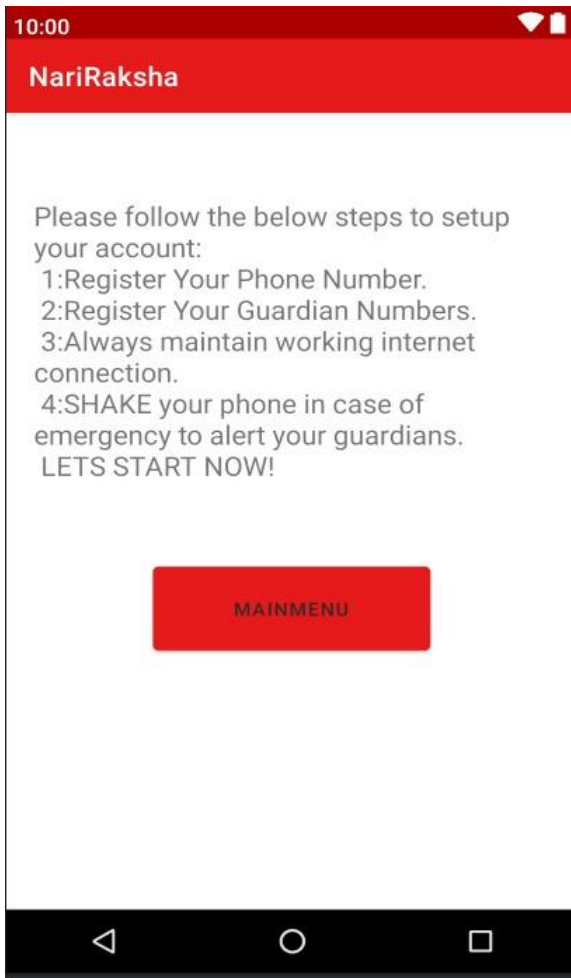 10:00
NariRaksha
Please follow the below steps to setup
your account:
1:Register Your Phone Number.
2:Register Your Guardian Numbers.
3:Always maintain working internet
connection.
4:SHAKE your phone in case of
emergency to alert your guardians.
LETS START NOW!
MAINMENU